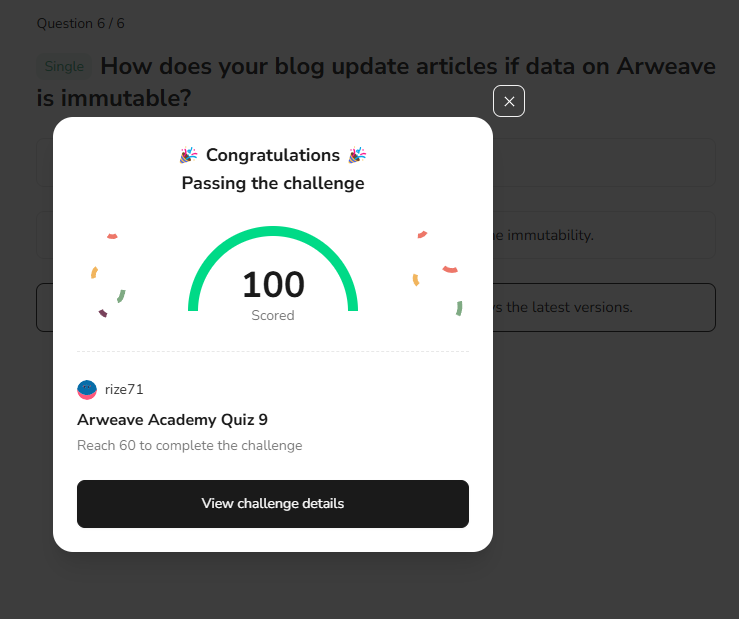 Question 6 / 6
Single How does your blog update articles if data on Arweave
is immutable?
🎉 Congratulations 🎉
Passing the challenge
e immutability.
100
Scored
s the latest versions.
rize71
Arweave Academy Quiz 9
Reach 60 to complete the challenge
View challenge details